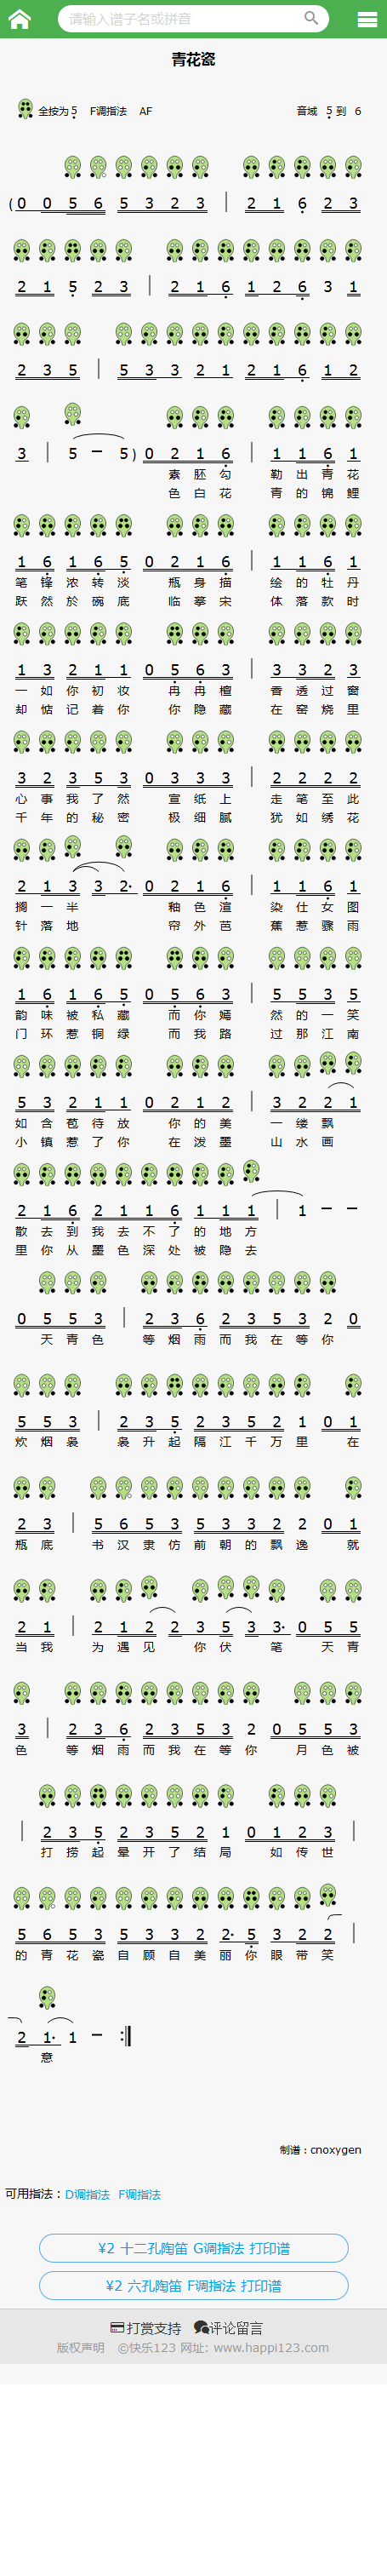 请输入谱子名或拼音
青花瓷
全按为5 F调指法 AF 音域 5到 6
(0 0 5 6 5 3 2 3 | 2 1 6 2 3
2 1 5 2 3 | 2 1 6 1 2 6 3 1
2 3 5 | 5 3 3 2 1 2 1 6 1 2
3 | 5 – 5) 0 2 1 6 | 1 1 6 1
素 胚 勾 勒 出 青 花
色 白 花 青 的 锦 鲤
1 6 1 6 5 0 2 1 6 | 1 1 6 1
笔 锋 浓 转 淡 瓶 身 描 绘 的 牡 丹
跃 然 於 碗 底 临 摹 宋 体 落 款 时
1 3 2 1 1 0 5 6 3 | 3 3 2 3
一 如 你 初 妆 冉 冉 檀 香 透 过 窗
却 惦 记 着 你 你 隐 藏 在 窑 烧 里
3 2 3 5 3 0 3 3 3 | 2 2 2 2
心 事 我 了 然 宣 纸 上 走 笔 至 此
千 年 的 秘 密 极 细 腻 犹 如 绣 花
2 1 3 3 2· 0 2 1 6 | 1 1 6 1
搁 一 半 釉 色 渲 染 仕 女 图
针 落 地 帘 外 芭 蕉 惹 骤 雨
1 6 1 6 5 0 5 6 3 | 5 5 3 5
韵 味 被 私 藏 而 你 嫣 然 的 一 笑
门 环 惹 铜 绿 而 我 路 过 那 江 南
5 3 2 1 1 0 2 1 2 | 3 2 2 1
如 含 苞 待 放 你 的 美 一 缕 飘
小 镇 惹 了 你 在 泼 墨 山 水 画
2 1 6 2 1 1 6 1 1 1 | 1 – –
散 去 到 我 去 不 了 的 地 方
里 你 从 墨 色 深 处 被 隐 去
0 5 5 3 | 2 3 6 2 3 5 3 2 0
天 青 色 等 烟 雨 而 我 在 等 你
5 5 3 | 2 3 5 2 3 5 2 1 0 1
炊 烟 袅 袅 升 起 隔 江 千 万 里 在
2 3 | 5 6 5 3 5 3 3 2 2 0 1
瓶 底 书 汉 隶 仿 前 朝 的 飘 逸 就
2 1 | 2 1 2 2 3 5 3 3· 0 5 5
当 我 为 遇 见 你 伏 笔 天 青
3 | 2 3 6 2 3 5 3 2 0 5 5 3
色 等 烟 雨 而 我 在 等 你 月 色 被
| 2 3 5 2 3 5 2 1 0 1 2 3 |
打 捞 起 晕 开 了 结 局 如 传 世
5 6 5 3 5 3 3 2 2· 5 3 2 2 |
的 青 花 瓷 自 顾 自 美 丽 你 眼 带 笑
2 1· 1 – :|
意
制谱：cnoxygen
可用指法：D调指法 F调指法
¥2 十二孔陶笛 G调指法 打印谱
¥2 六孔陶笛 F调指法 打印谱
打赏支持 评论留言
版权声明 ©快乐123 网址: www.happi123.com